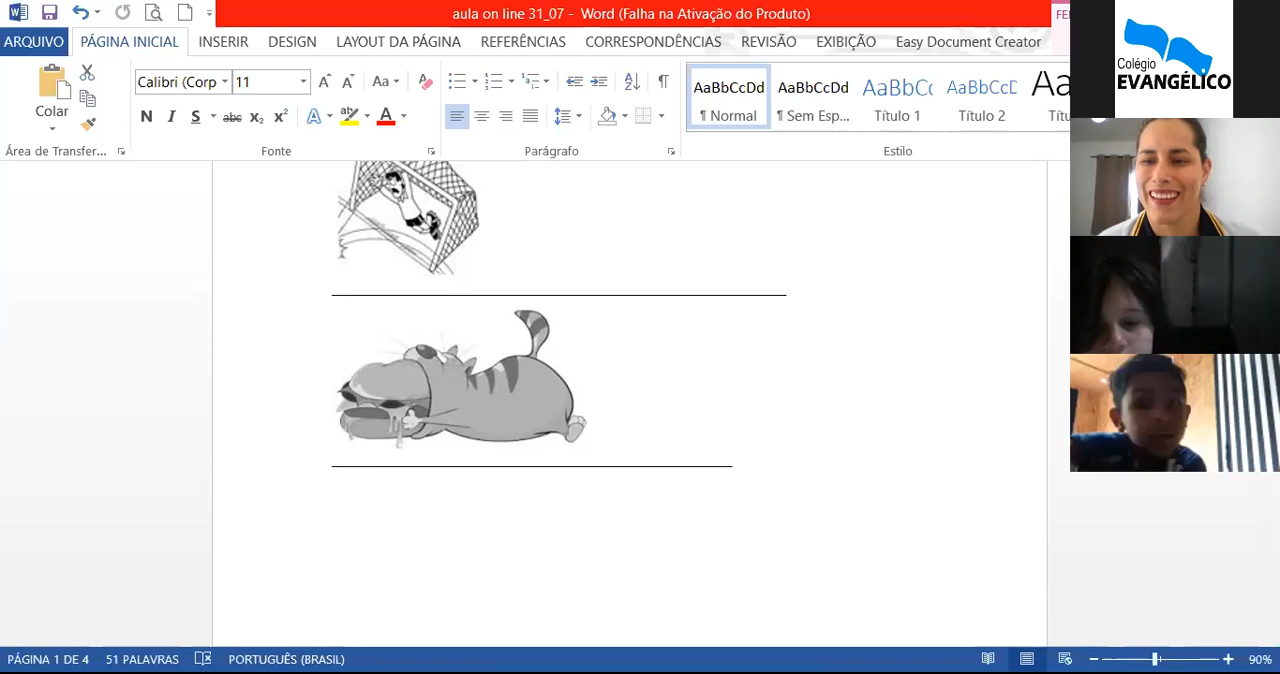 aula on line 31_07 - Word (Falha na Ativação do Produto)
FE
ARQUIVO PÁGINA INICIAL INSERIR DESIGN LAYOUT DA PÁGINA REFERÊNCIAS CORRESPONDÊNCIAS REVISÃO EXIBIÇÃO Easy Document Creator
Colar
Calibri (Corp 11
Aa
N I S abc x₂ x² A ab A
AaBbCcDd AaBbCcDd AaBbCc AaBbCcD Aa
¶ Normal ¶ Sem Esp... Título 1 Título 2 Títu
Área de Transfer... Fonte Parágrafo Estilo
Colégio
EVANGÉLICO
PÁGINA 1 DE 4 51 PALAVRAS PORTUGUÊS (BRASIL) 90%